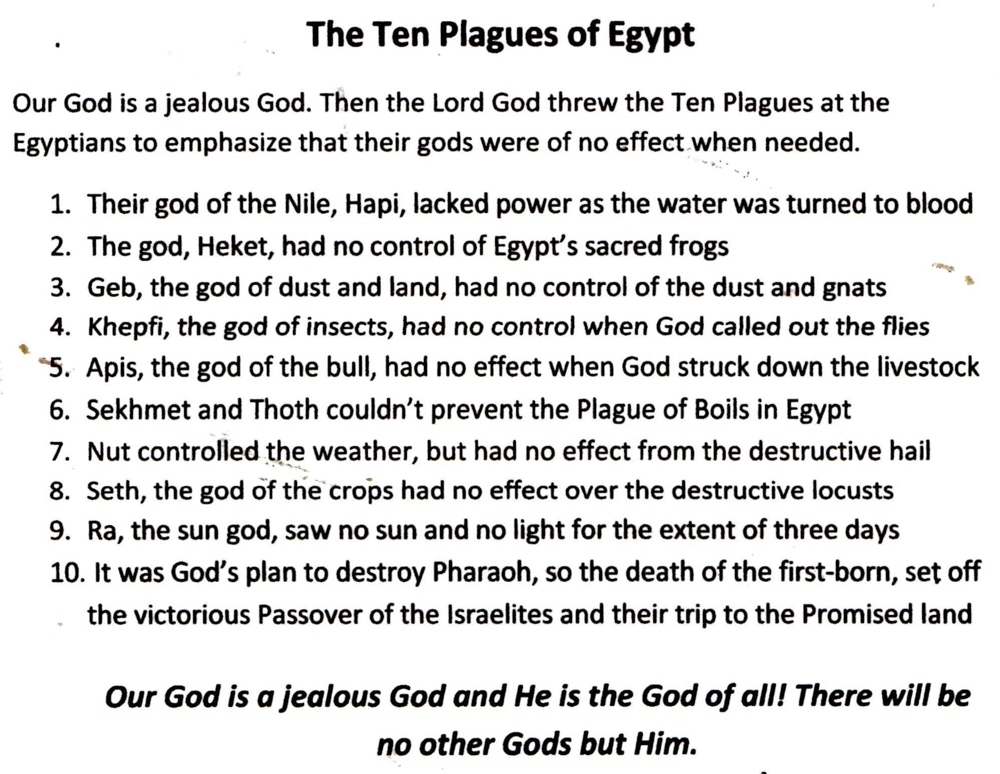 The Ten Plagues of Egypt
Our God is a jealous God. Then the Lord God threw the Ten Plagues at the
Egyptians to emphasize that their gods were of no effect when needed.
1. Their god of the Nile, Hapi, lacked power as the water was turned to blood
2. The god, Heket, had no control of Egypt's sacred frogs
3. Geb, the god of dust and land, had no control of the dust and gnats
4. Khepfi, the god of insects, had no control when God called out the flies
5. Apis, the god of the bull, had no effect when God struck down the livestock
6. Sekhmet and Thoth couldn't prevent the Plague of Boils in Egypt
7. Nut controlled the weather, but had no effect from the destructive hail
8. Seth, the god of the crops had no effect over the destructive locusts
9. Ra, the sun god, saw no sun and no light for the extent of three days
10. It was God's plan to destroy Pharaoh, so the death of the first-born, set off
the victorious Passover of the Israelites and their trip to the Promised land
Our God is a jealous God and He is the God of all! There will be
no other Gods but Him.